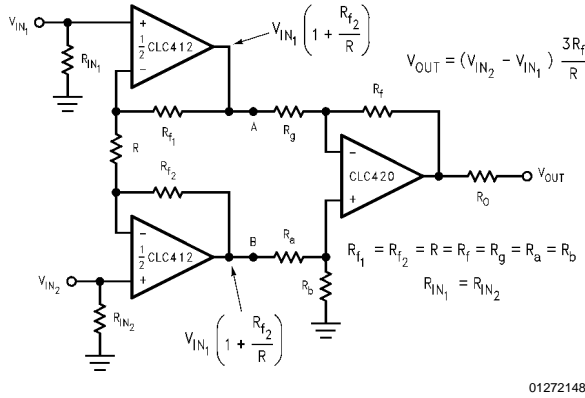 V_IN1
+
1/2 CLC412
−
R_IN1
V_IN1 (1 + R_f2/R)
V_OUT = (V_IN2 − V_IN1) 3R_f/R
R_f1
A
R_g
R_f
R
R_f2
−
CLC420
+
R_O
V_OUT
−
1/2 CLC412
+
B
R_a
R_b
V_IN2
R_IN2
R_f1 = R_f2 = R = R_f = R_g = R_a = R_b
R_IN1 = R_IN2
V_IN1 (1 + R_f2/R)
01272148